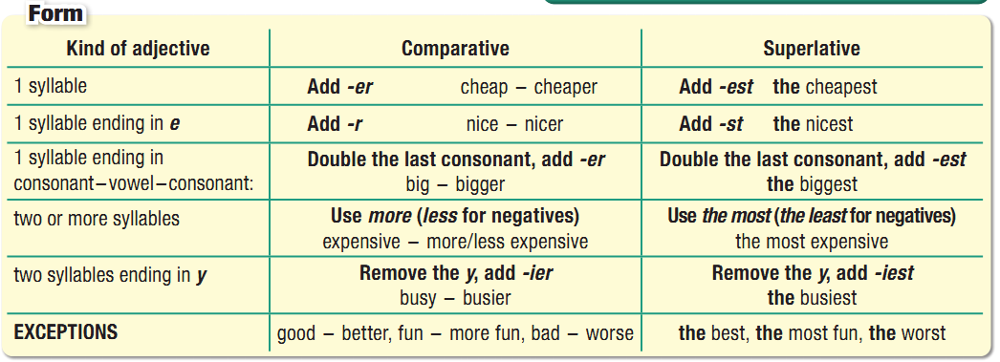 Form
Kind of adjective Comparative Superlative
1 syllable Add -er cheap – cheaper Add -est the cheapest
1 syllable ending in e Add -r nice – nicer Add -st the nicest
1 syllable ending in Double the last consonant, add -er Double the last consonant, add -est
consonant–vowel–consonant: big – bigger the biggest
two or more syllables Use more (less for negatives) Use the most (the least for negatives)
expensive – more/less expensive the most expensive
two syllables ending in y Remove the y, add -ier Remove the y, add -iest
busy – busier the busiest
EXCEPTIONS good – better, fun – more fun, bad – worse the best, the most fun, the worst